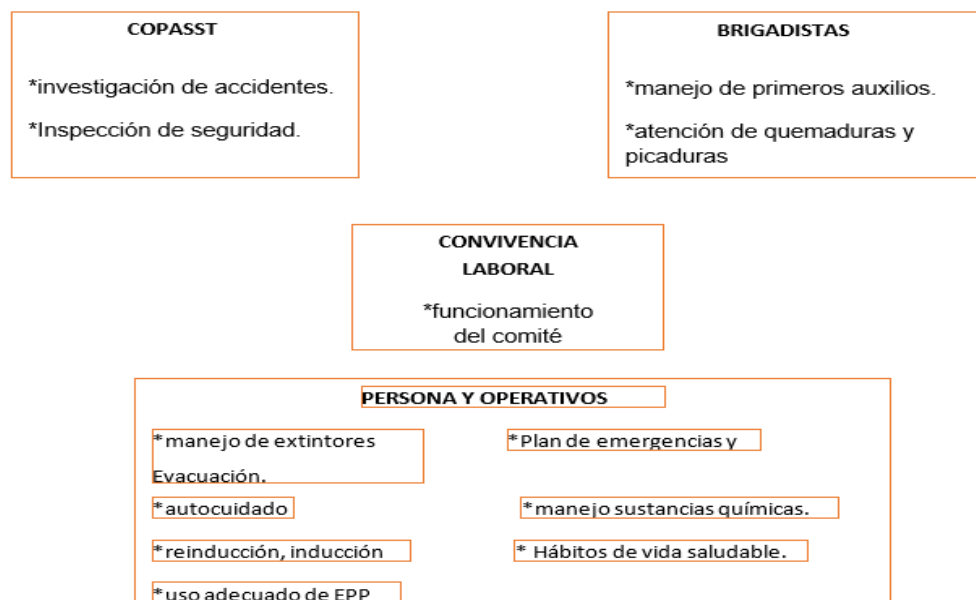 COPASST
*investigación de accidentes.
*Inspección de seguridad.
BRIGADISTAS
*manejo de primeros auxilios.
*atención de quemaduras y
picaduras
CONVIVENCIA
LABORAL
*funcionamiento
del comité
PERSONA Y OPERATIVOS
*manejo de extintores
*Plan de emergencias y
Evacuación.
*autocuidado
*manejo sustancias químicas.
*reinducción, inducción
* Hábitos de vida saludable.
*uso adecuado de EPP